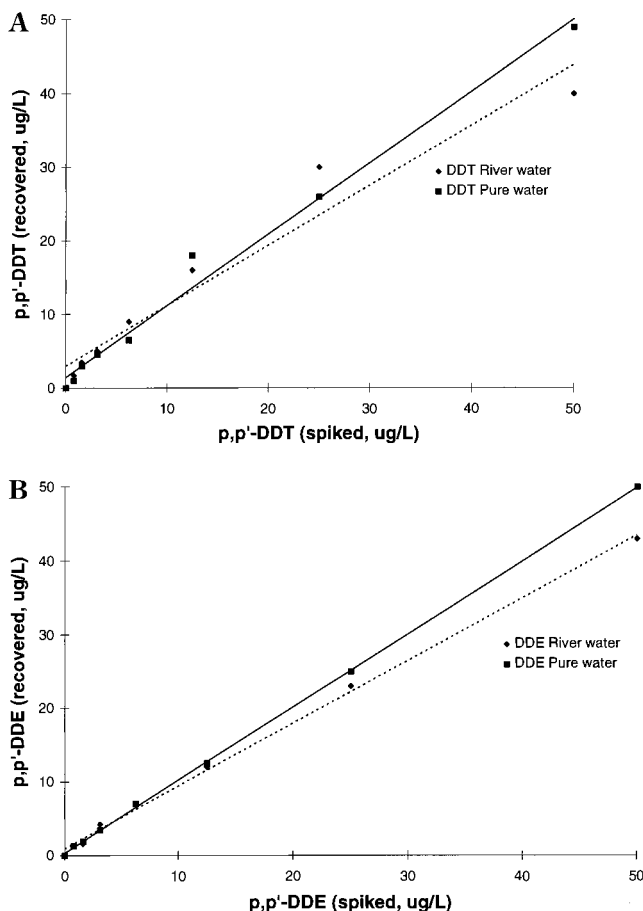 A
50
40
30
20
10
0
p,p'-DDT (recovered, ug/L)
DDT River water
DDT Pure water
0 10 20 30 40 50
p,p'-DDT (spiked, ug/L)
B
50
40
30
20
10
0
p,p'-DDE (recovered, ug/L)
DDE River water
DDE Pure water
0 10 20 30 40 50
p,p'-DDE (spiked, ug/L)